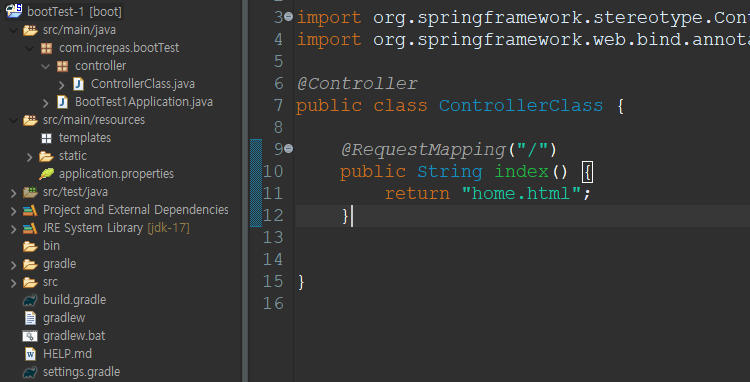 bootTest-1 [boot]
src/main/java
com.increpas.bootTest
controller
ControllerClass.java
BootTest1Application.java
src/main/resources
templates
static
application.properties
src/test/java
Project and External Dependencies
JRE System Library [jdk-17]
bin
gradle
src
build.gradle
gradlew
gradlew.bat
HELP.md
settings.gradle
3 import org.springframework.stereotype.Con
4 import org.springframework.web.bind.annota
5
6 @Controller
7 public class ControllerClass {
8
9 @RequestMapping("/")
10 public String index() {
11 return "home.html";
12 }
13
14
15 }
16